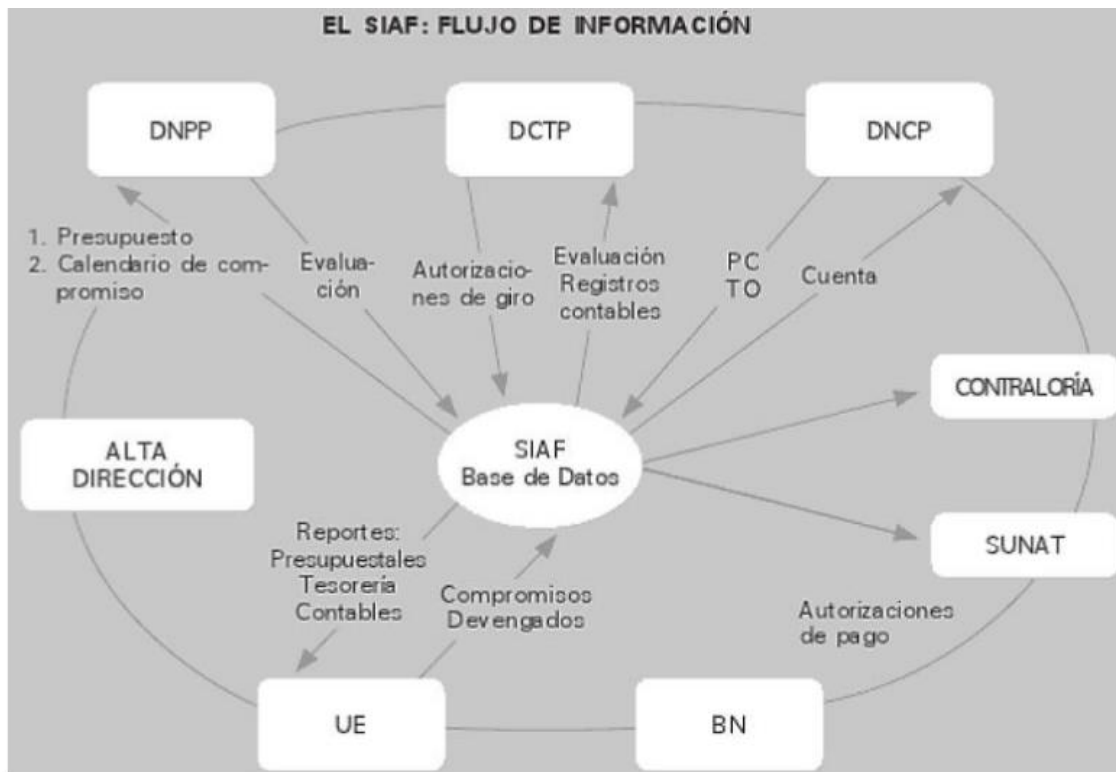 EL SIAF: FLUJO DE INFORMACIÓN
DNPP
DCTP
DNCP
1. Presupuesto
2. Calendario de com-
promiso
Evalua-
ción
Autorizacio-
nes de giro
Evaluación
Registros
contables
PC
TO
Cuenta
CONTRALORÍA
ALTA
DIRECCIÓN
SIAF
Base de Datos
SUNAT
Reportes:
Presupuestales
Tesorería
Contables
Compromisos
Devengados
Autorizaciones
de pago
UE
BN